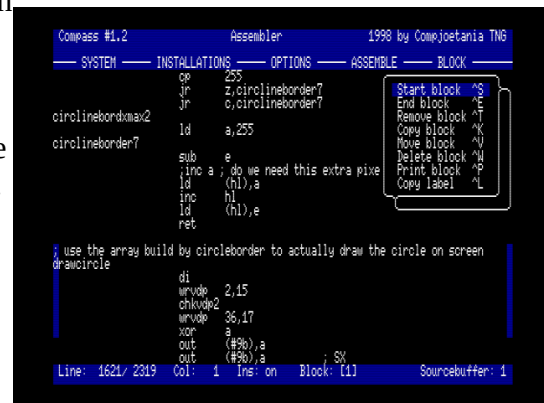 Compass #1.2 Assembler 1998 by Compjoetania TNG
SYSTEM INSTALLATIONS OPTIONS ASSEMBLE BLOCK
cp 255
jr z,circlineborder7
jr c,circlineborder7
circlinebordxmax2
ld a,255
circlineborder7
sub e
;inc a ; do we need this extra pixe
ld (hl),a
inc hl
ld (hl),e
ret
Start block ^S
End block ^E
Remove block ^T
Copy block ^K
Move block ^V
Delete block ^W
Print block ^P
Copy label ^L
; use the array build by circleborder to actually draw the circle on screen
drawcircle
di
wrvdp 2,15
chkvdp2
wrvdp 36,17
xor a
out (#9b),a
out (#9b),a ; SX
Line: 1621/ 2319 Col: 1 Ins: on Block: [1] Sourcebuffer: 1